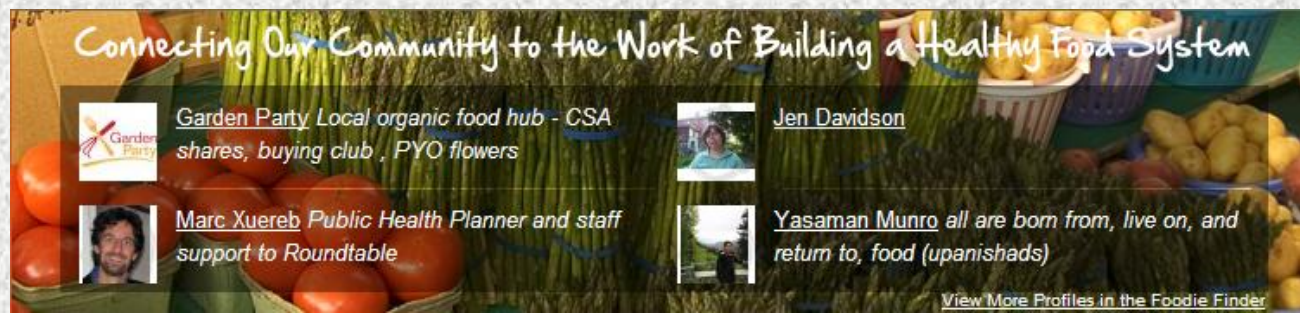 Connecting Our Community to the Work of Building a Healthy Food System
Garden Party
Garden Party Local organic food hub - CSA
shares, buying club , PYO flowers
Jen Davidson
Marc Xuereb Public Health Planner and staff
support to Roundtable
Yasaman Munro all are born from, live on, and
return to, food (upanishads)
View More Profiles in the Foodie Finder